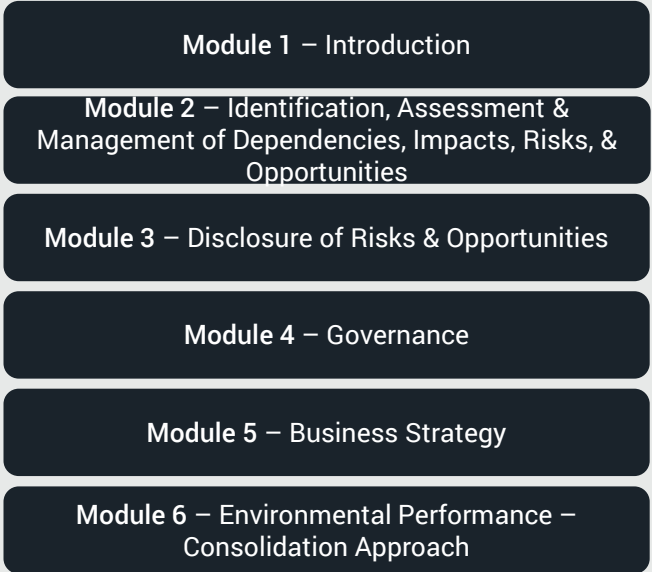 Module 1 – Introduction
Module 2 – Identification, Assessment &
Management of Dependencies, Impacts, Risks, &
Opportunities
Module 3 – Disclosure of Risks & Opportunities
Module 4 – Governance
Module 5 – Business Strategy
Module 6 – Environmental Performance –
Consolidation Approach